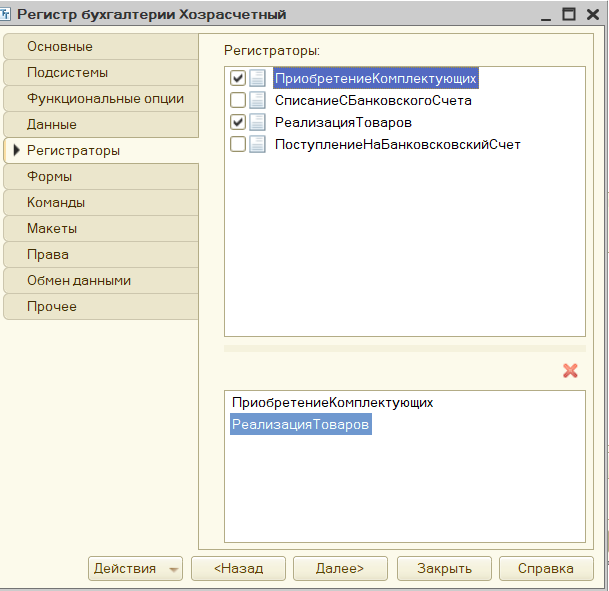 Регистр бухгалтерии Хозрасчетный
Основные
Подсистемы
Функциональные опции
Данные
Регистраторы
Формы
Команды
Макеты
Права
Обмен данными
Прочее
Регистраторы:
ПриобретениеКомплектующих
СписаниеСБанковскогоСчета
РеализацияТоваров
ПоступлениеНаБанковсковскийСчет
ПриобретениеКомплектующих
РеализацияТоваров
Действия
<Назад
Далее>
Закрыть
Справка